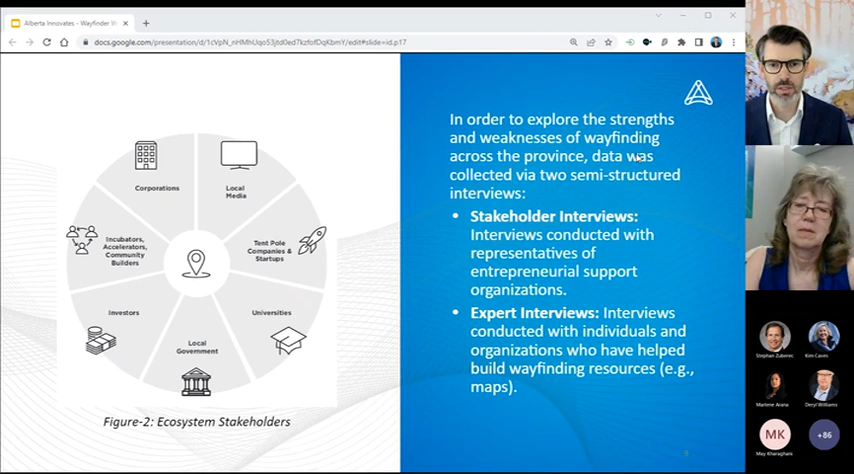 Alberta Innovates - Wayfinder W
docs.google.com/presentation/d/1cVpN_nHMhUqo53jtd0ed7kzfofDqKbmY/edit#slide=id.p17
Corporations
Local
Media
Incubators,
Accelerators,
Community
Builders
Tent Pole
Companies &
Startups
Investors
Universities
Local
Government
Figure-2: Ecosystem Stakeholders
In order to explore the strengths
and weaknesses of wayfinding
across the province, data was
collected via two semi-structured
interviews:
• Stakeholder Interviews:
Interviews conducted with
representatives of
entrepreneurial support
organizations.
• Expert Interviews: Interviews
conducted with individuals and
organizations who have helped
build wayfinding resources (e.g.,
maps).
9
Stephan Zuberec
Kim Caves
Marlene Arana
Deryl Williams
MK
+86
May Kharaghani